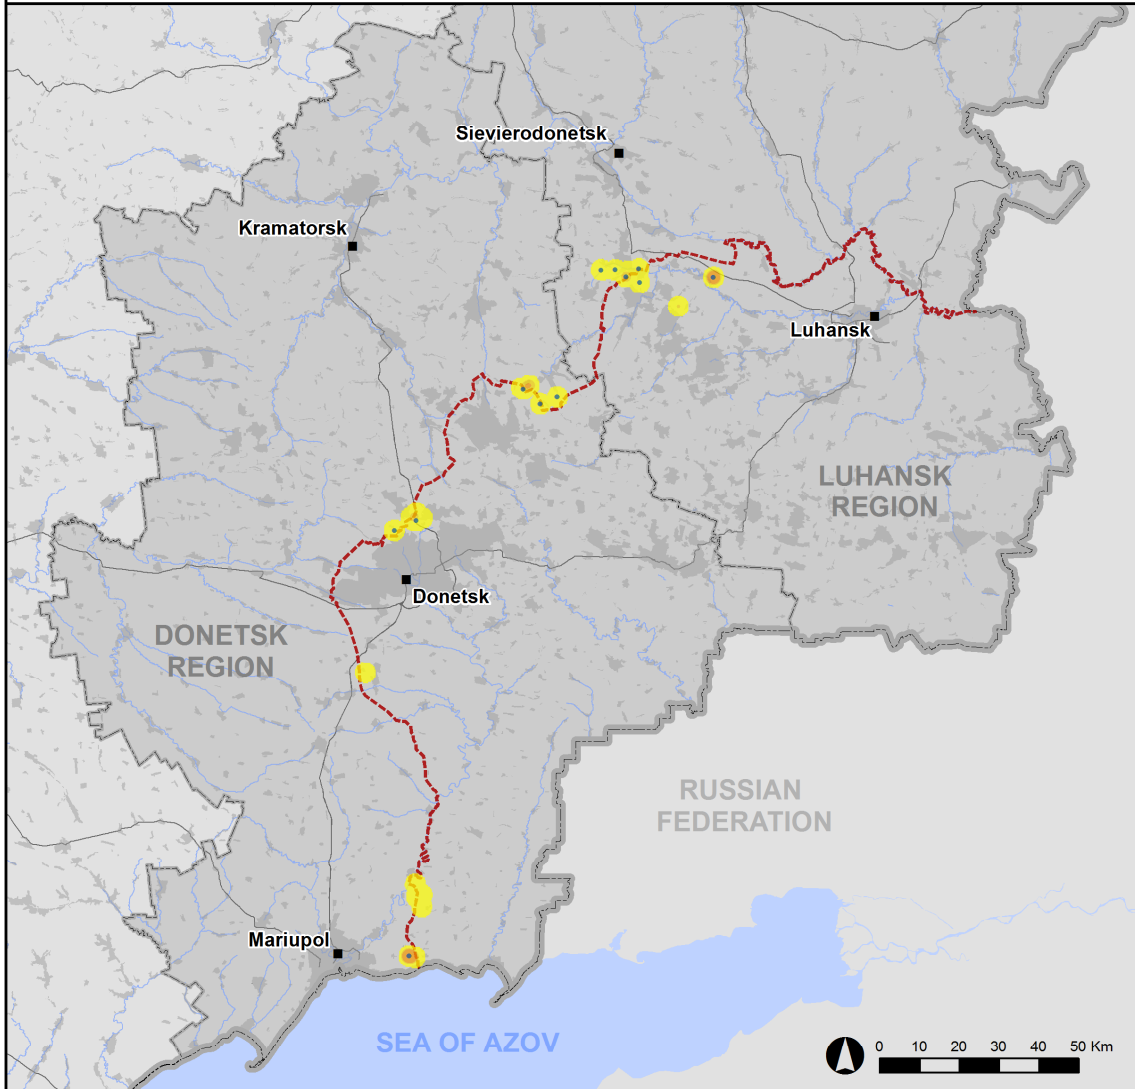 Sievierodonetsk
Kramatorsk
Luhansk
LUHANSK
REGION
Donetsk
DONETSK
REGION
RUSSIAN
FEDERATION
Mariupol
SEA OF AZOV
0 10 20 30 40 50 Km